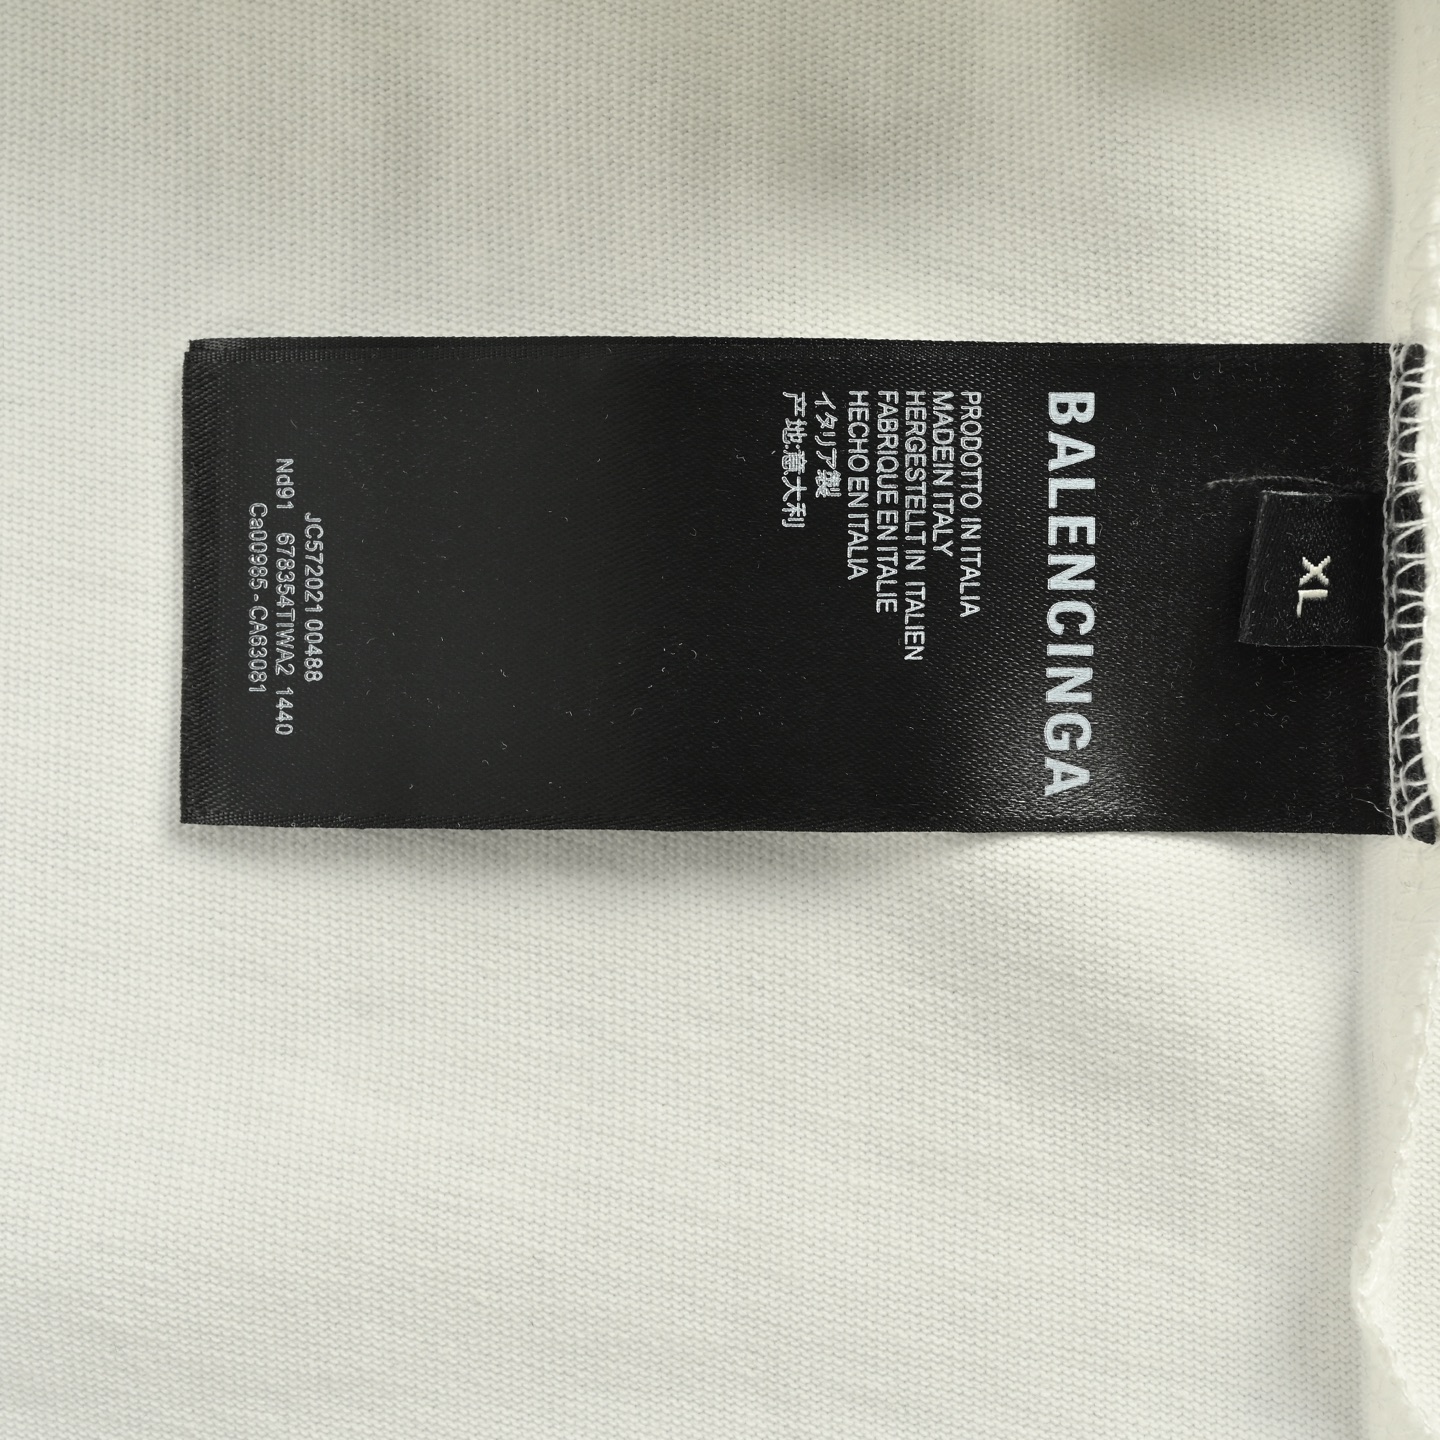 XL
BALENCINGA
PRODOTTO IN ITALIA
MADEIN ITALY
HERGESTELLT IN ITALIEN
FABRIQUE EN ITALIE
HECHO EN ITALIA
イタリア製
产地:意大利
JC572021 00488
Nd91 678354TIWA2 1440
Ca00985 - CA63081